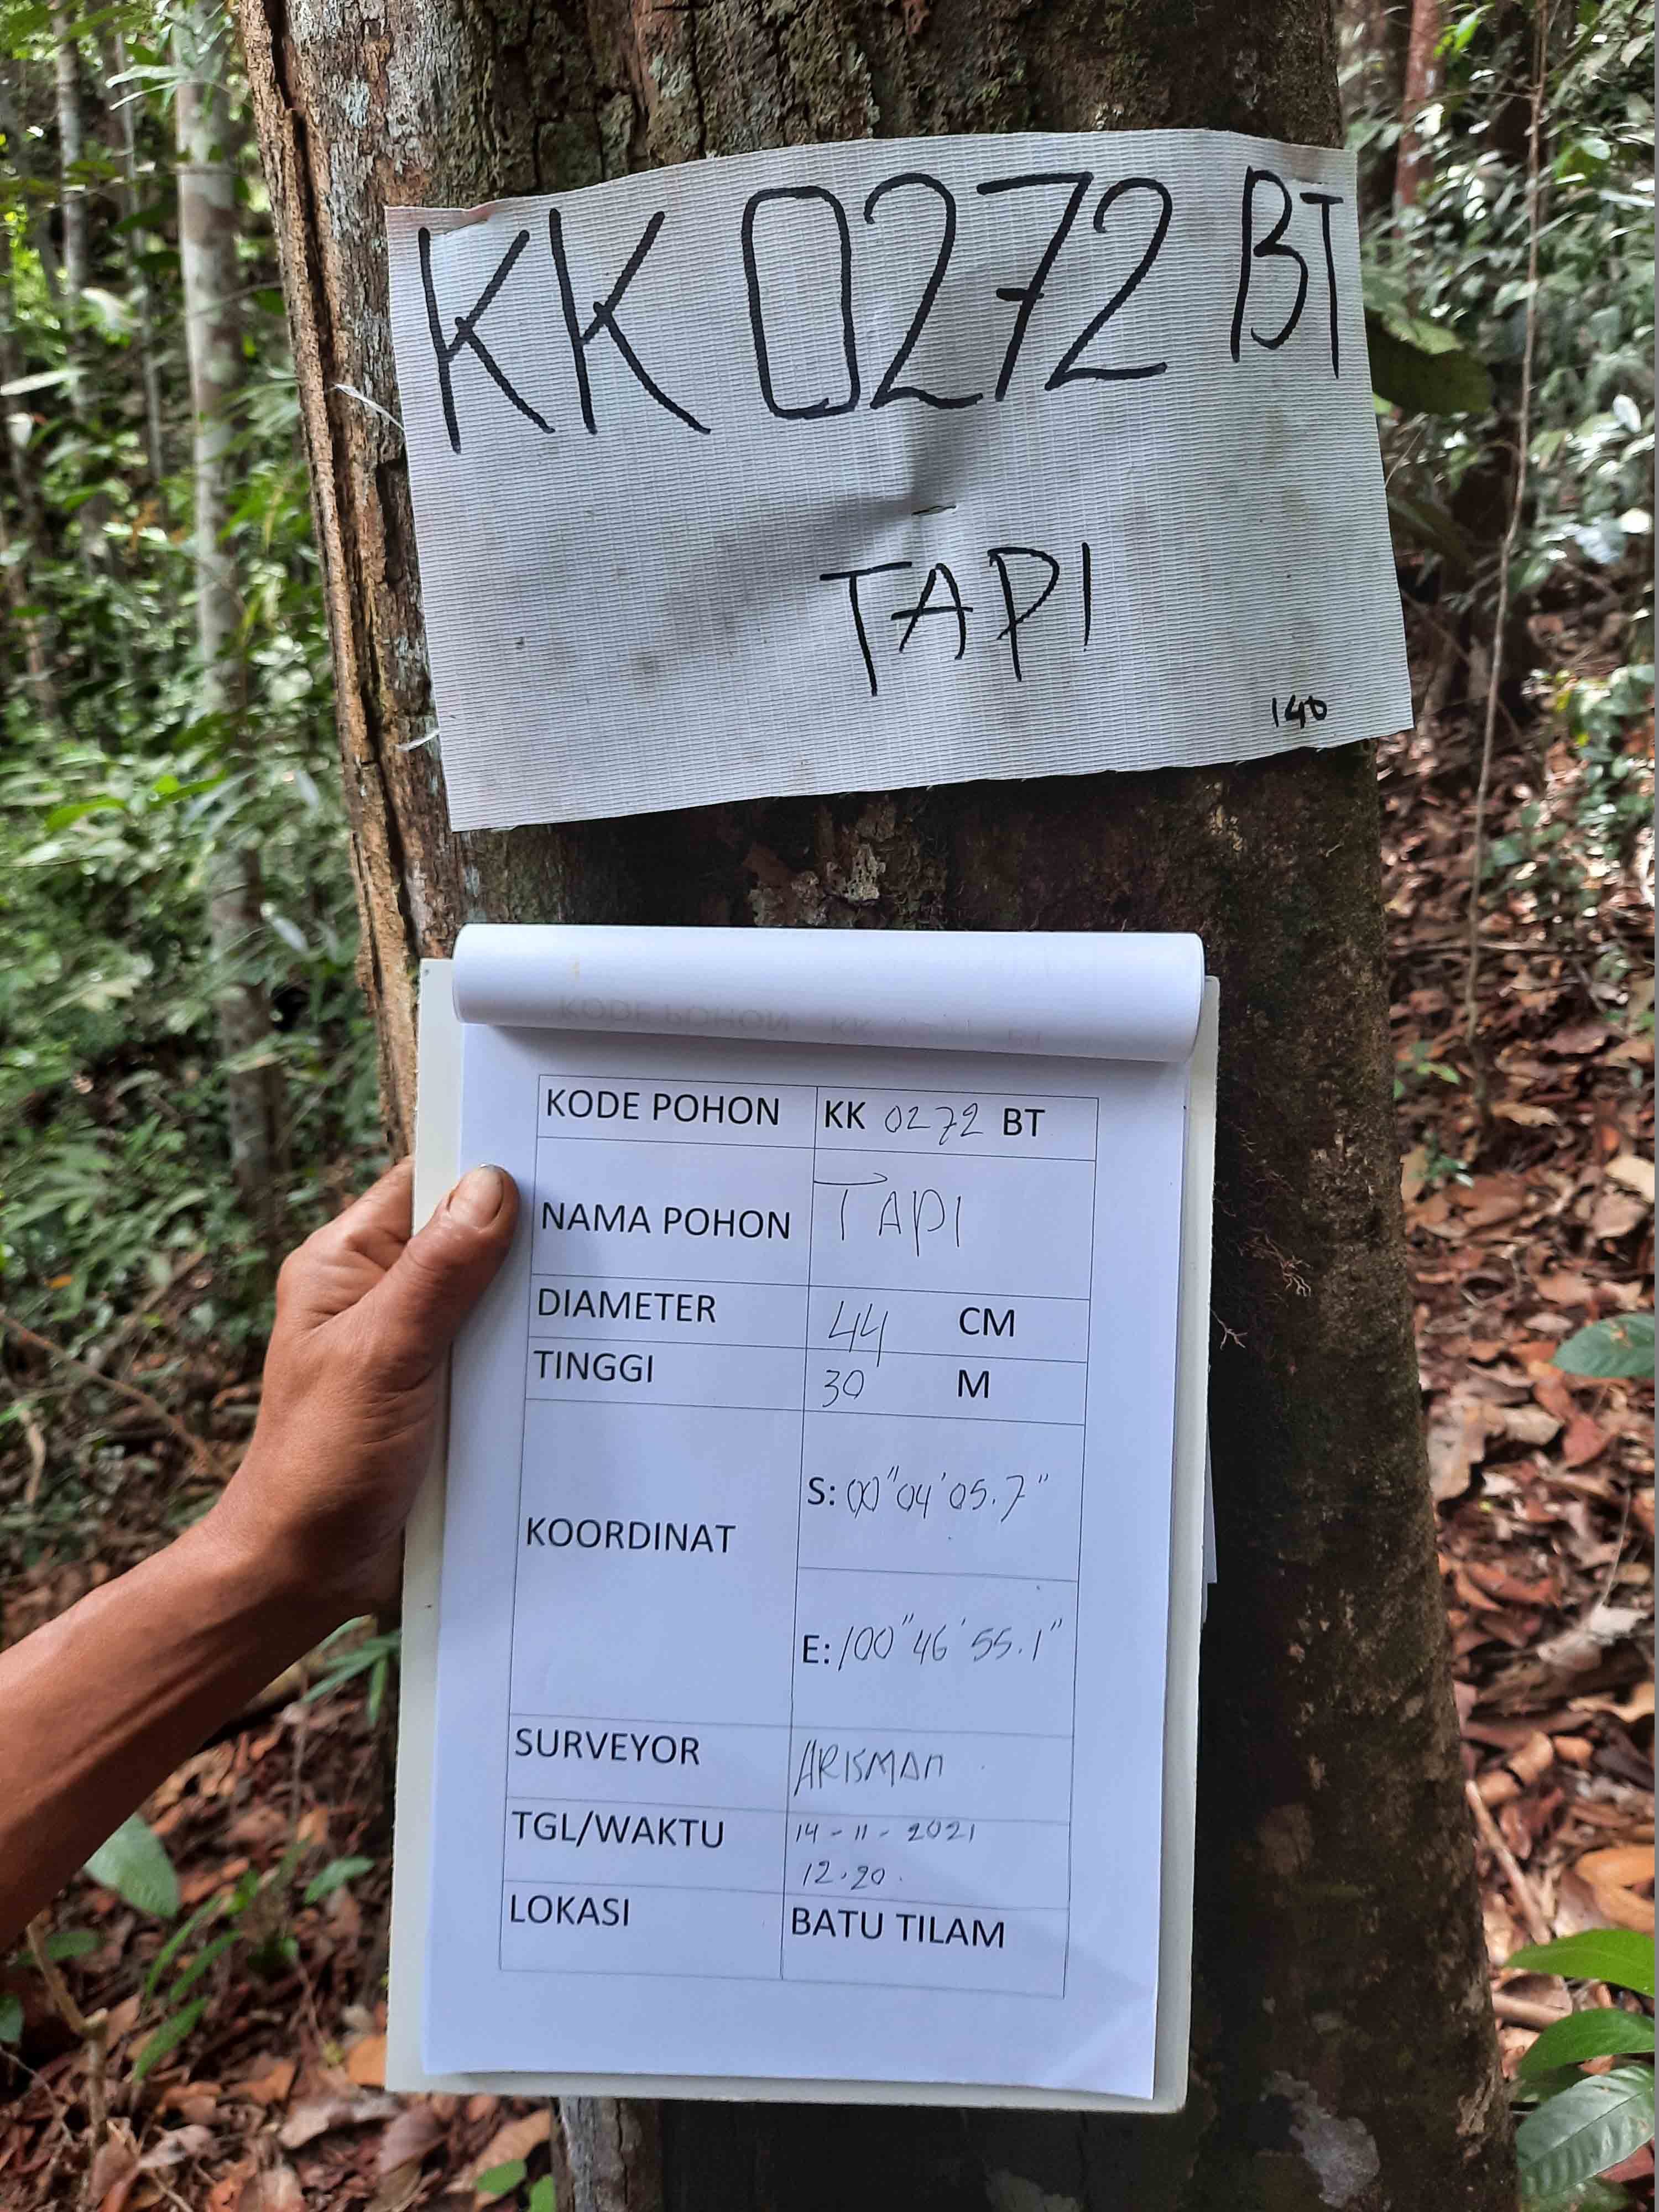 KK 0272 BT
TAPI
140
KODE POHON KK 0272 BT
NAMA POHON TAPI
DIAMETER 44 CM
TINGGI 30 M
KOORDINAT
S: 00"04'05.7"
E: 100"46'55.1"
SURVEYOR ARISMAN
TGL/WAKTU 14-11-2021
12.20.
LOKASI BATU TILAM